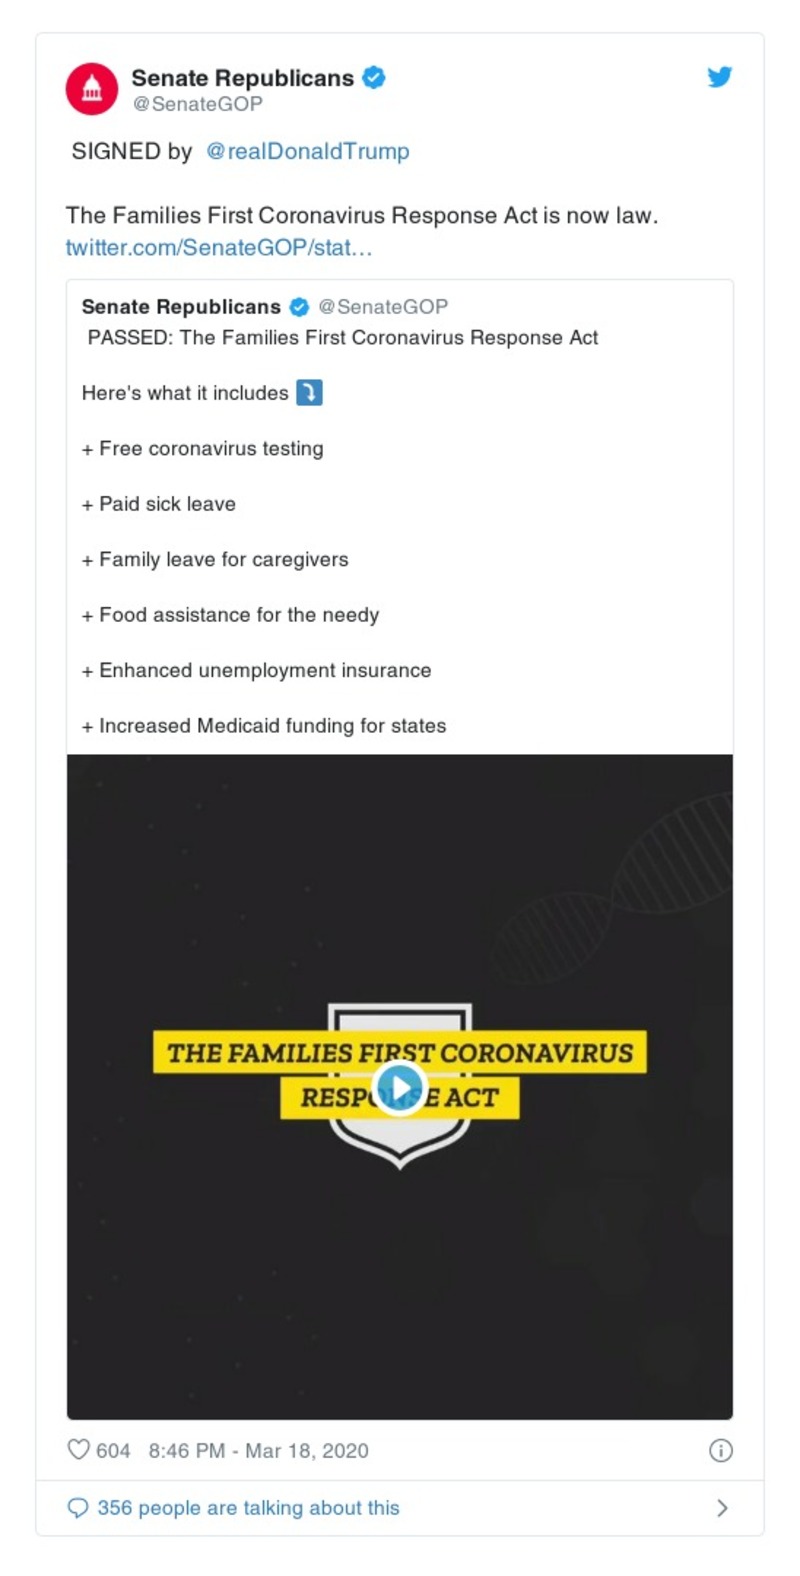 Senate Republicans
@SenateGOP
SIGNED by @realDonaldTrump
The Families First Coronavirus Response Act is now law.
twitter.com/SenateGOP/stat…
Senate Republicans @SenateGOP
PASSED: The Families First Coronavirus Response Act
Here's what it includes ⤵️
+ Free coronavirus testing
+ Paid sick leave
+ Family leave for caregivers
+ Food assistance for the needy
+ Enhanced unemployment insurance
+ Increased Medicaid funding for states
THE FAMILIES FIRST CORONAVIRUS
RESPONSE ACT
604 8:46 PM - Mar 18, 2020
356 people are talking about this